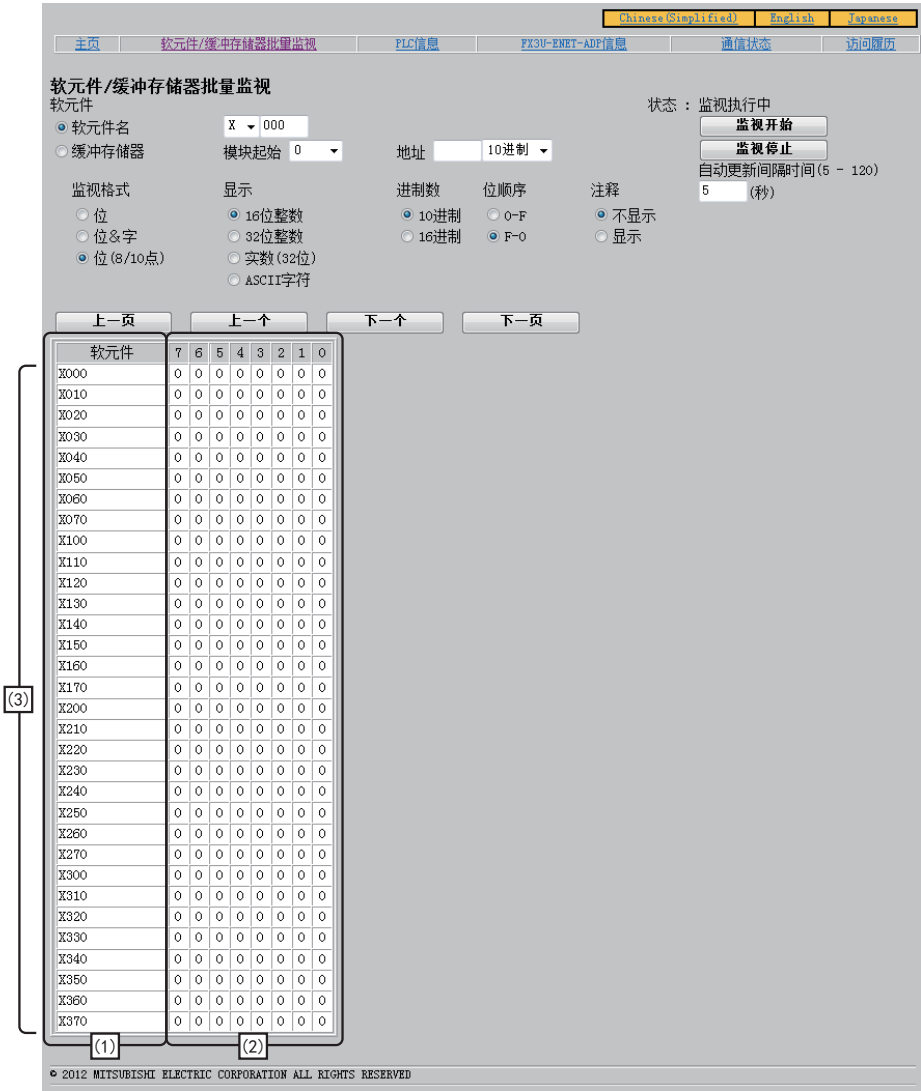 Chinese(Simplified) English Japanese
主页 软元件/缓冲存储器批量监视 PLC信息 FX3U-ENET-ADP信息 通信状态 访问履历
软元件/缓冲存储器批量监视
软元件 状态 : 监视执行中
软元件名 X 000 监视开始
缓冲存储器 模块起始 0 地址 10进制 监视停止
自动更新间隔时间(5 - 120)
监视格式 显示 进制数 位顺序 注释 5 (秒)
位 16位整数 10进制 0-F 不显示
位&字 32位整数 16进制 F-0 显示
位(8/10点) 实数(32位)
ASCII字符
上一页 上一个 下一个 下一页
软元件 7 6 5 4 3 2 1 0
X000 0 0 0 0 0 0 0 0
X010 0 0 0 0 0 0 0 0
X020 0 0 0 0 0 0 0 0
X030 0 0 0 0 0 0 0 0
X040 0 0 0 0 0 0 0 0
X050 0 0 0 0 0 0 0 0
X060 0 0 0 0 0 0 0 0
X070 0 0 0 0 0 0 0 0
X100 0 0 0 0 0 0 0 0
X110 0 0 0 0 0 0 0 0
X120 0 0 0 0 0 0 0 0
X130 0 0 0 0 0 0 0 0
X140 0 0 0 0 0 0 0 0
X150 0 0 0 0 0 0 0 0
X160 0 0 0 0 0 0 0 0
X170 0 0 0 0 0 0 0 0
(3)
X200 0 0 0 0 0 0 0 0
X210 0 0 0 0 0 0 0 0
X220 0 0 0 0 0 0 0 0
X230 0 0 0 0 0 0 0 0
X240 0 0 0 0 0 0 0 0
X250 0 0 0 0 0 0 0 0
X260 0 0 0 0 0 0 0 0
X270 0 0 0 0 0 0 0 0
X300 0 0 0 0 0 0 0 0
X310 0 0 0 0 0 0 0 0
X320 0 0 0 0 0 0 0 0
X330 0 0 0 0 0 0 0 0
X340 0 0 0 0 0 0 0 0
X350 0 0 0 0 0 0 0 0
X360 0 0 0 0 0 0 0 0
X370 0 0 0 0 0 0 0 0
(1) (2)
© 2012 MITSUBISHI ELECTRIC CORPORATION ALL RIGHTS RESERVED